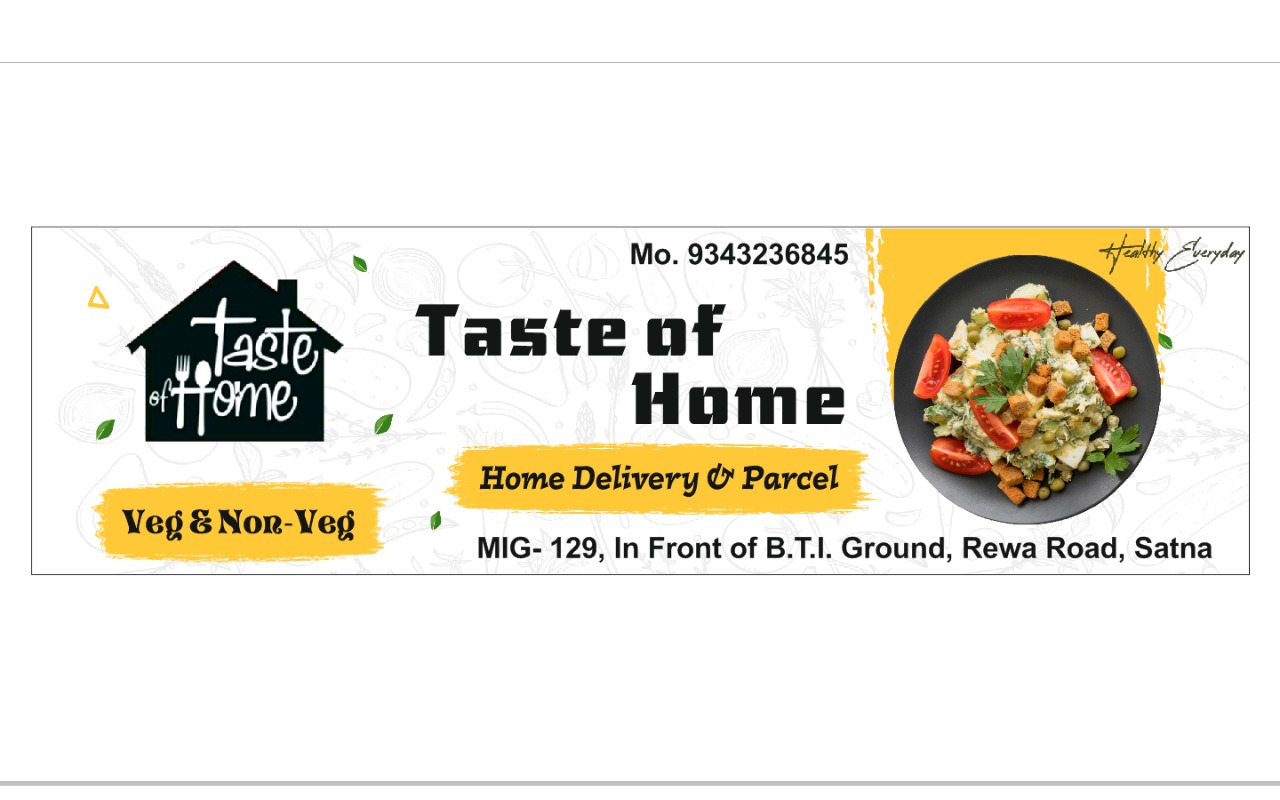 Mo. 9343236845
Healthy Everyday
taste
of Home
Taste of
Home
Home Delivery & Parcel
Veg & Non-Veg
MIG- 129, In Front of B.T.I. Ground, Rewa Road, Satna